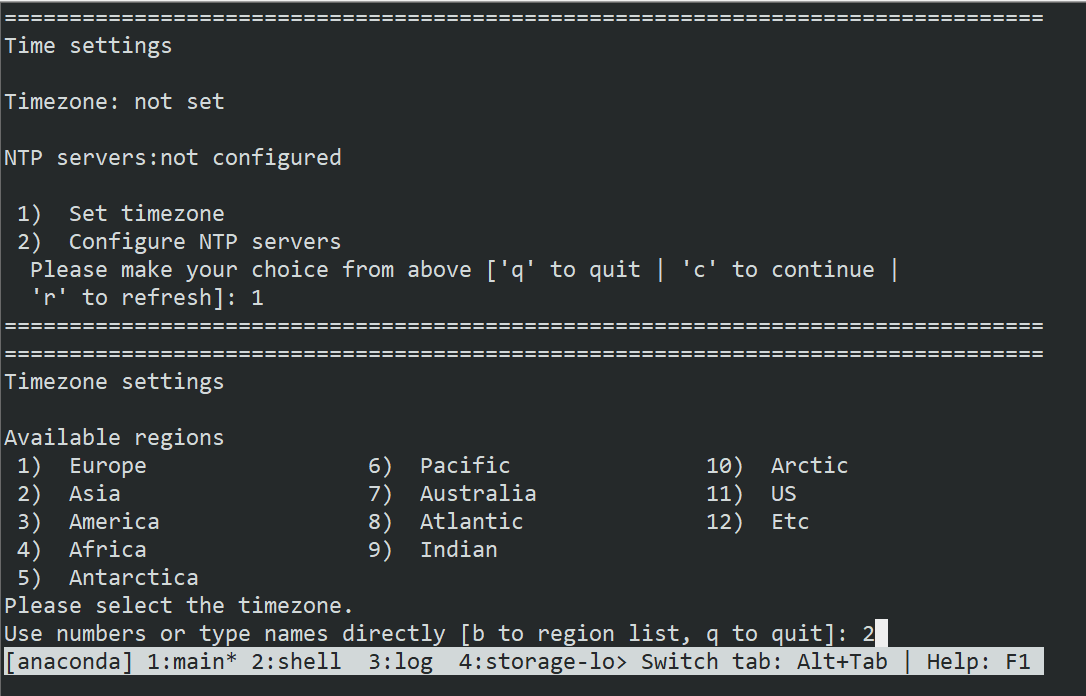 ================================================================================
Time settings
Timezone: not set
NTP servers:not configured
1) Set timezone
2) Configure NTP servers
Please make your choice from above ['q' to quit | 'c' to continue |
'r' to refresh]: 1
================================================================================
================================================================================
Timezone settings
Available regions
1) Europe 6) Pacific 10) Arctic
2) Asia 7) Australia 11) US
3) America 8) Atlantic 12) Etc
4) Africa 9) Indian
5) Antarctica
Please select the timezone.
Use numbers or type names directly [b to region list, q to quit]: 2
[anaconda] 1:main* 2:shell 3:log 4:storage-lo> Switch tab: Alt+Tab | Help: F1